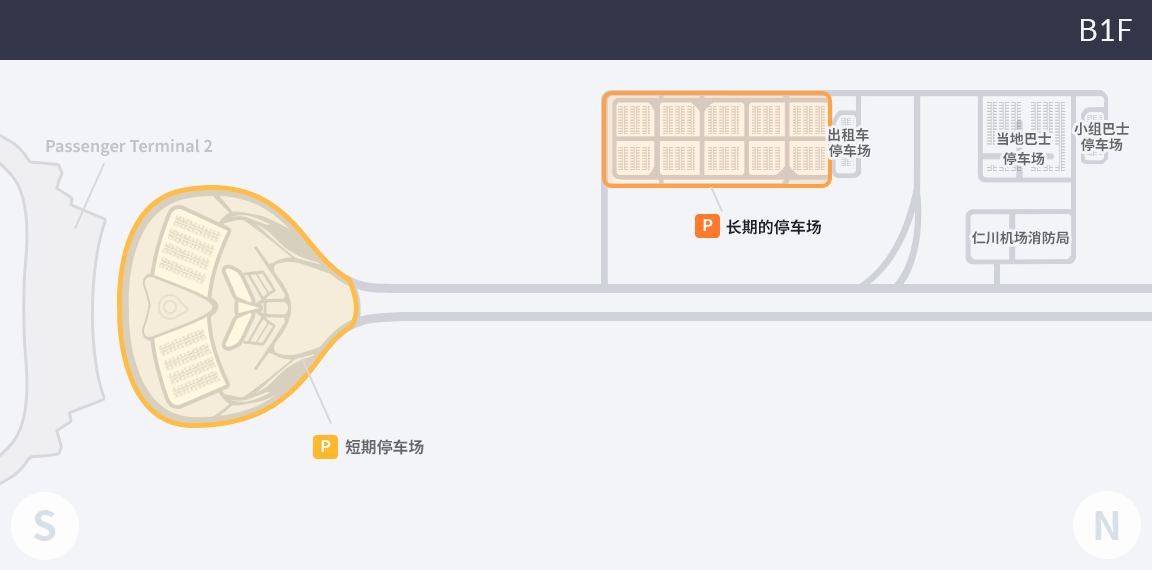 B1F
Passenger Terminal 2
出租车
停车场
当地巴士
停车场
小组巴士
停车场
P 长期的停车场
仁川机场消防局
P 短期停车场
S
N